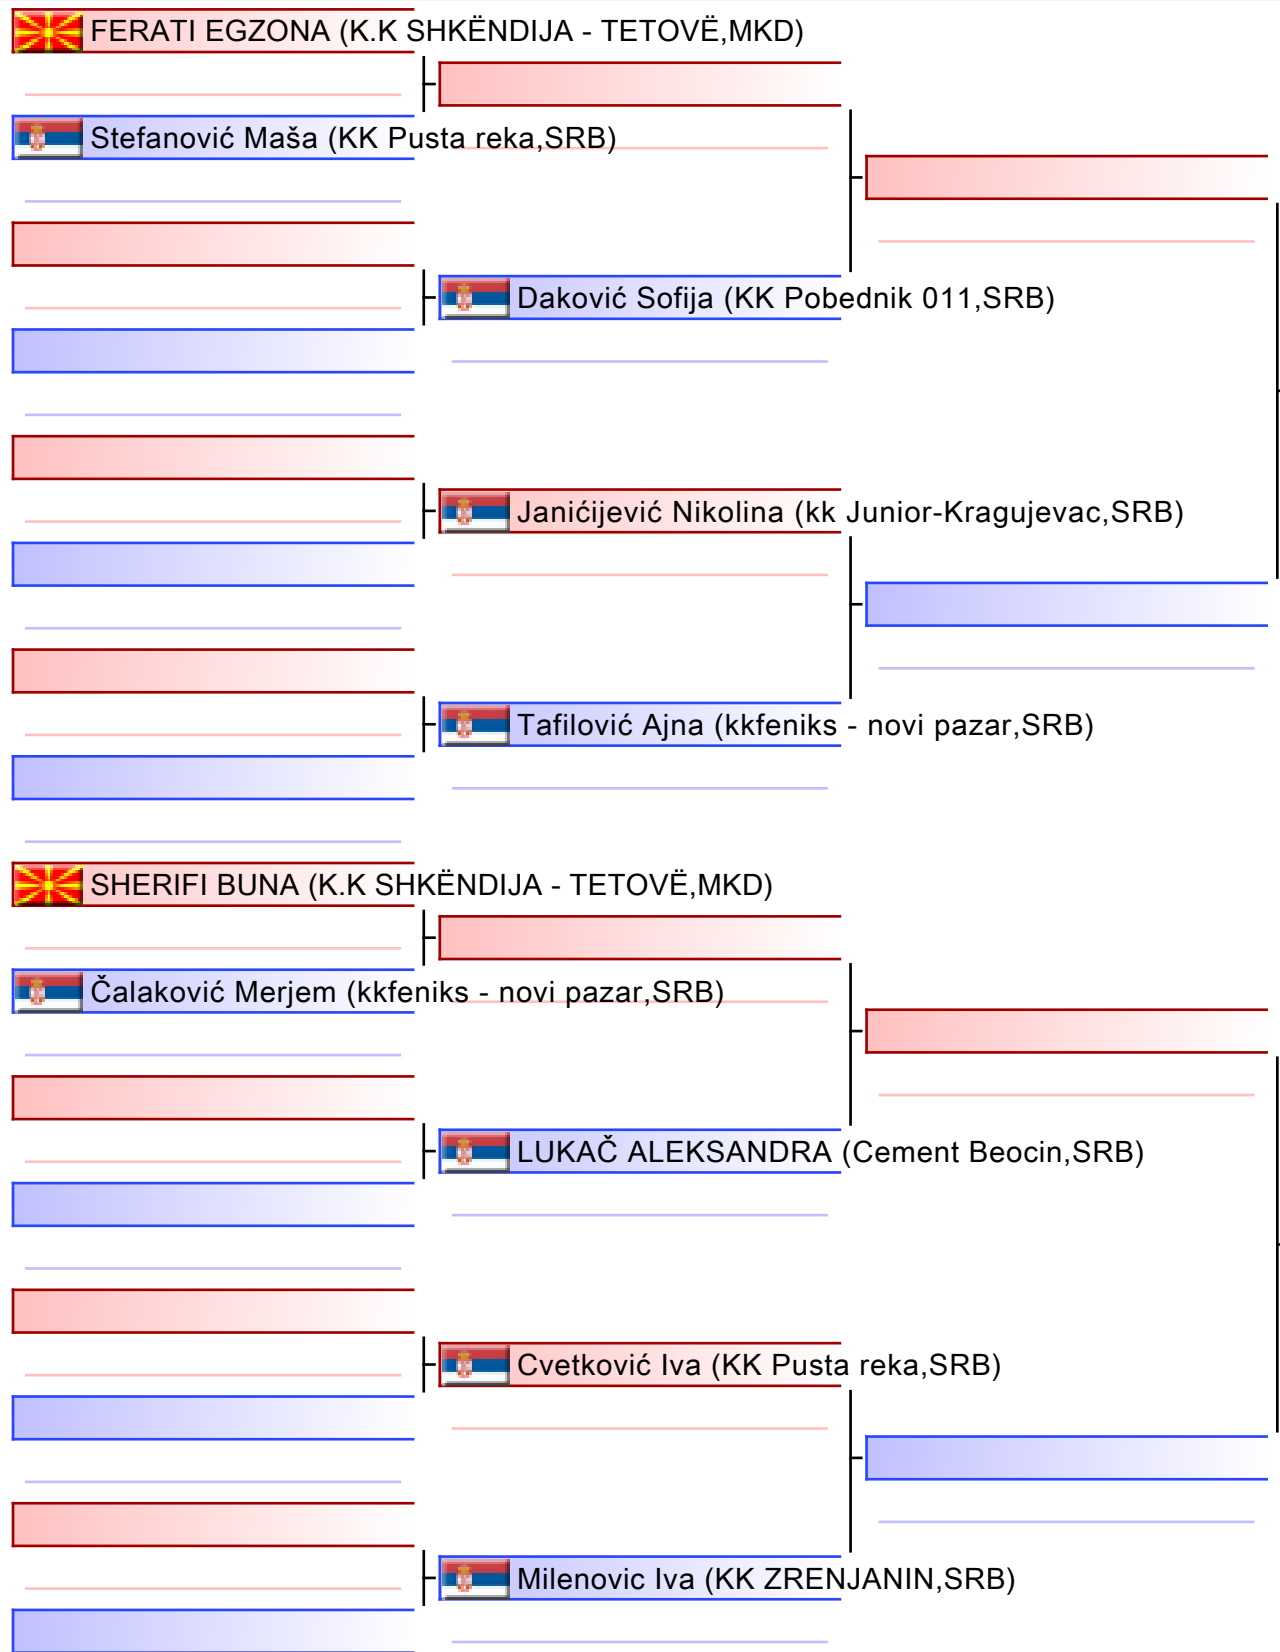 FERATI EGZONA (K.K SHKËNDIJA - TETOVË,MKD)
Stefanović Maša (KK Pusta reka,SRB)
Daković Sofija (KK Pobednik 011,SRB)
Janićijević Nikolina (kk Junior-Kragujevac,SRB)
Tafilović Ajna (kkfeniks - novi pazar,SRB)
SHERIFI BUNA (K.K SHKËNDIJA - TETOVË,MKD)
Čalaković Merjem (kkfeniks - novi pazar,SRB)
LUKAČ ALEKSANDRA (Cement Beocin,SRB)
Cvetković Iva (KK Pusta reka,SRB)
Milenovic Iva (KK ZRENJANIN,SRB)